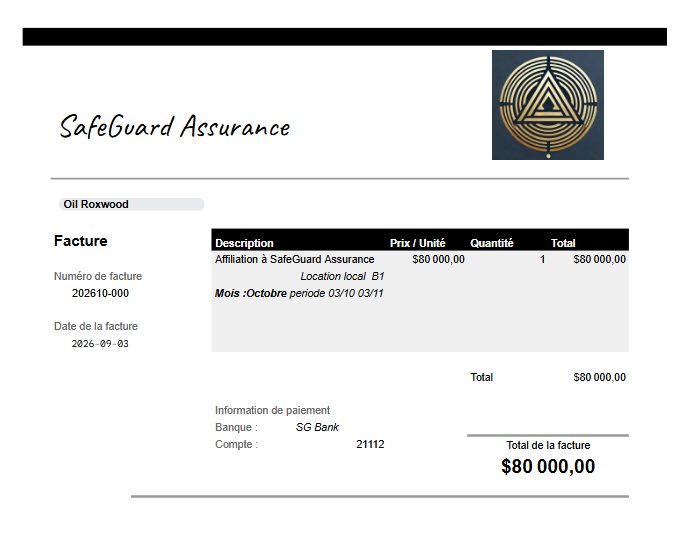 SafeGuard Assurance
Oil Roxwood
Facture
Description Prix / Unité Quantité Total
Affiliation à SafeGuard Assurance $80 000,00 1 $80 000,00
Numéro de facture
Location local B1
202610-000
Mois :Octobre periode 03/10 03/11
Date de la facture
2026-09-03
Total $80 000,00
Information de paiement
Banque : SG Bank
Compte : 21112
Total de la facture
$80 000,00